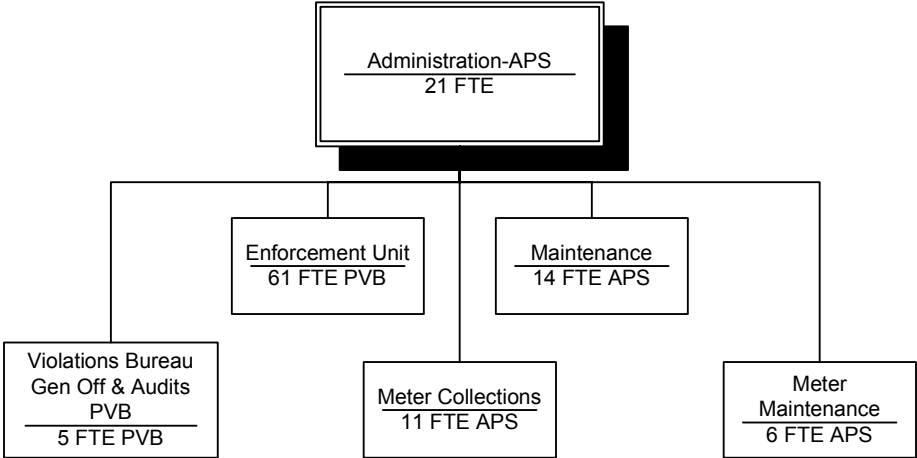 Administration-APS
21 FTE
Enforcement Unit
61 FTE PVB
Maintenance
14 FTE APS
Violations Bureau
Gen Off & Audits
PVB
5 FTE PVB
Meter Collections
11 FTE APS
Meter
Maintenance
6 FTE APS